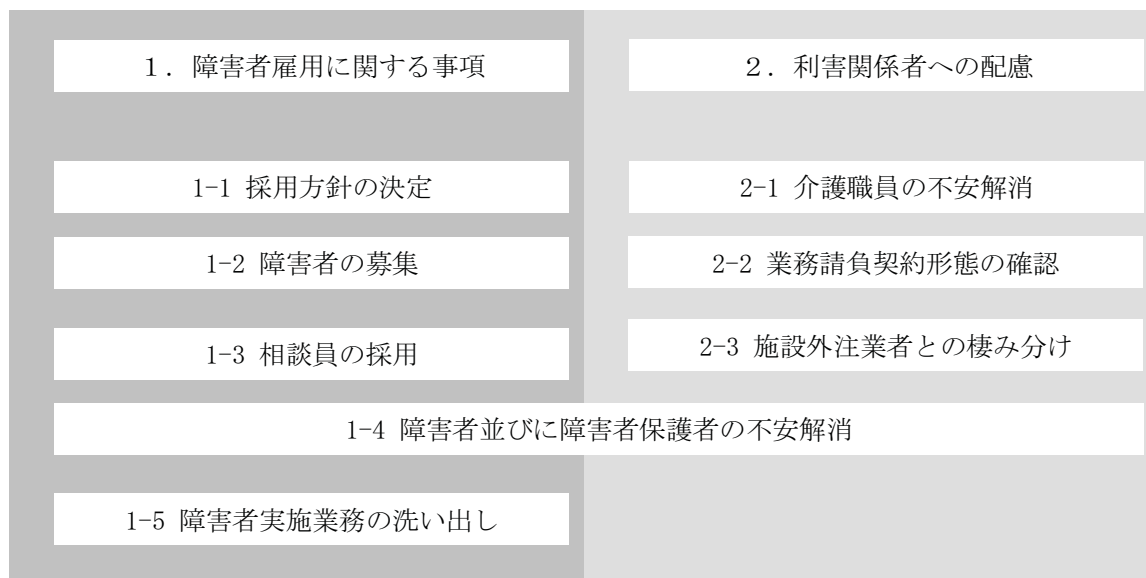 １．障害者雇用に関する事項
２．利害関係者への配慮
1-1 採用方針の決定
2-1 介護職員の不安解消
1-2 障害者の募集
2-2 業務請負契約形態の確認
1-3 相談員の採用
2-3 施設外注業者との棲み分け
1-4 障害者並びに障害者保護者の不安解消
1-5 障害者実施業務の洗い出し